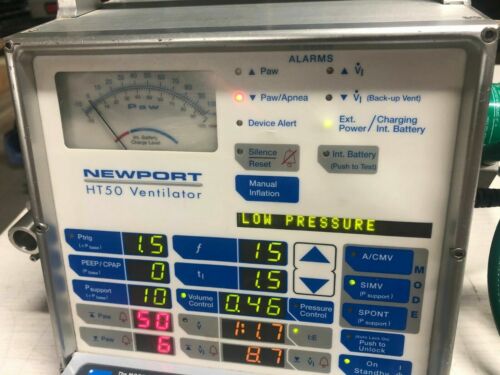 ALARMS
▲ Paw
▲ V̇I
▼ Paw/Apnea
▼ V̇I (Back-up Vent)
Device Alert
Ext. Power / Charging Int. Battery
Paw
Int. Battery
Charge Level
Silence
Reset
Int. Battery
(Push to Test)
NEWPORT
HT50 Ventilator
Manual
Inflation
LOW PRESSURE
Ptrig
1.5
f
15
A/CMV
PEEP/CPAP
0
tI
1.5
SIMV
(P support)
MODE
P support
10
Volume
Control
0.46
Pressure
Control
SPONT
(P support)
Paw
50
1:1.7
I:E
Push to
Unlock
Paw
6
V̇I
8.7
V̇I
On
Standby